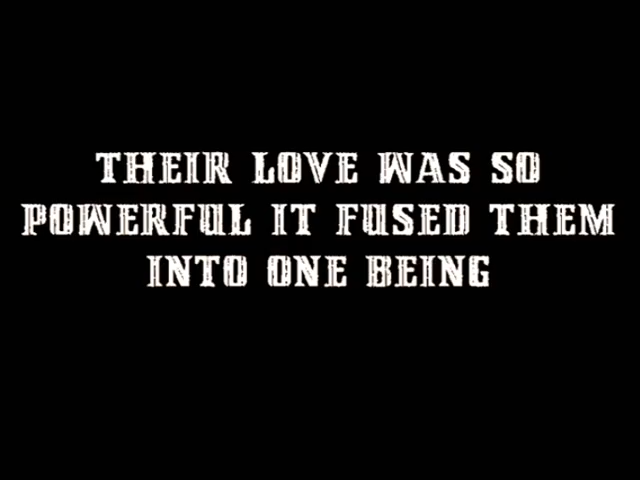 THEIR LOVE WAS SO
POWERFUL IT FUSED THEM
INTO ONE BEING